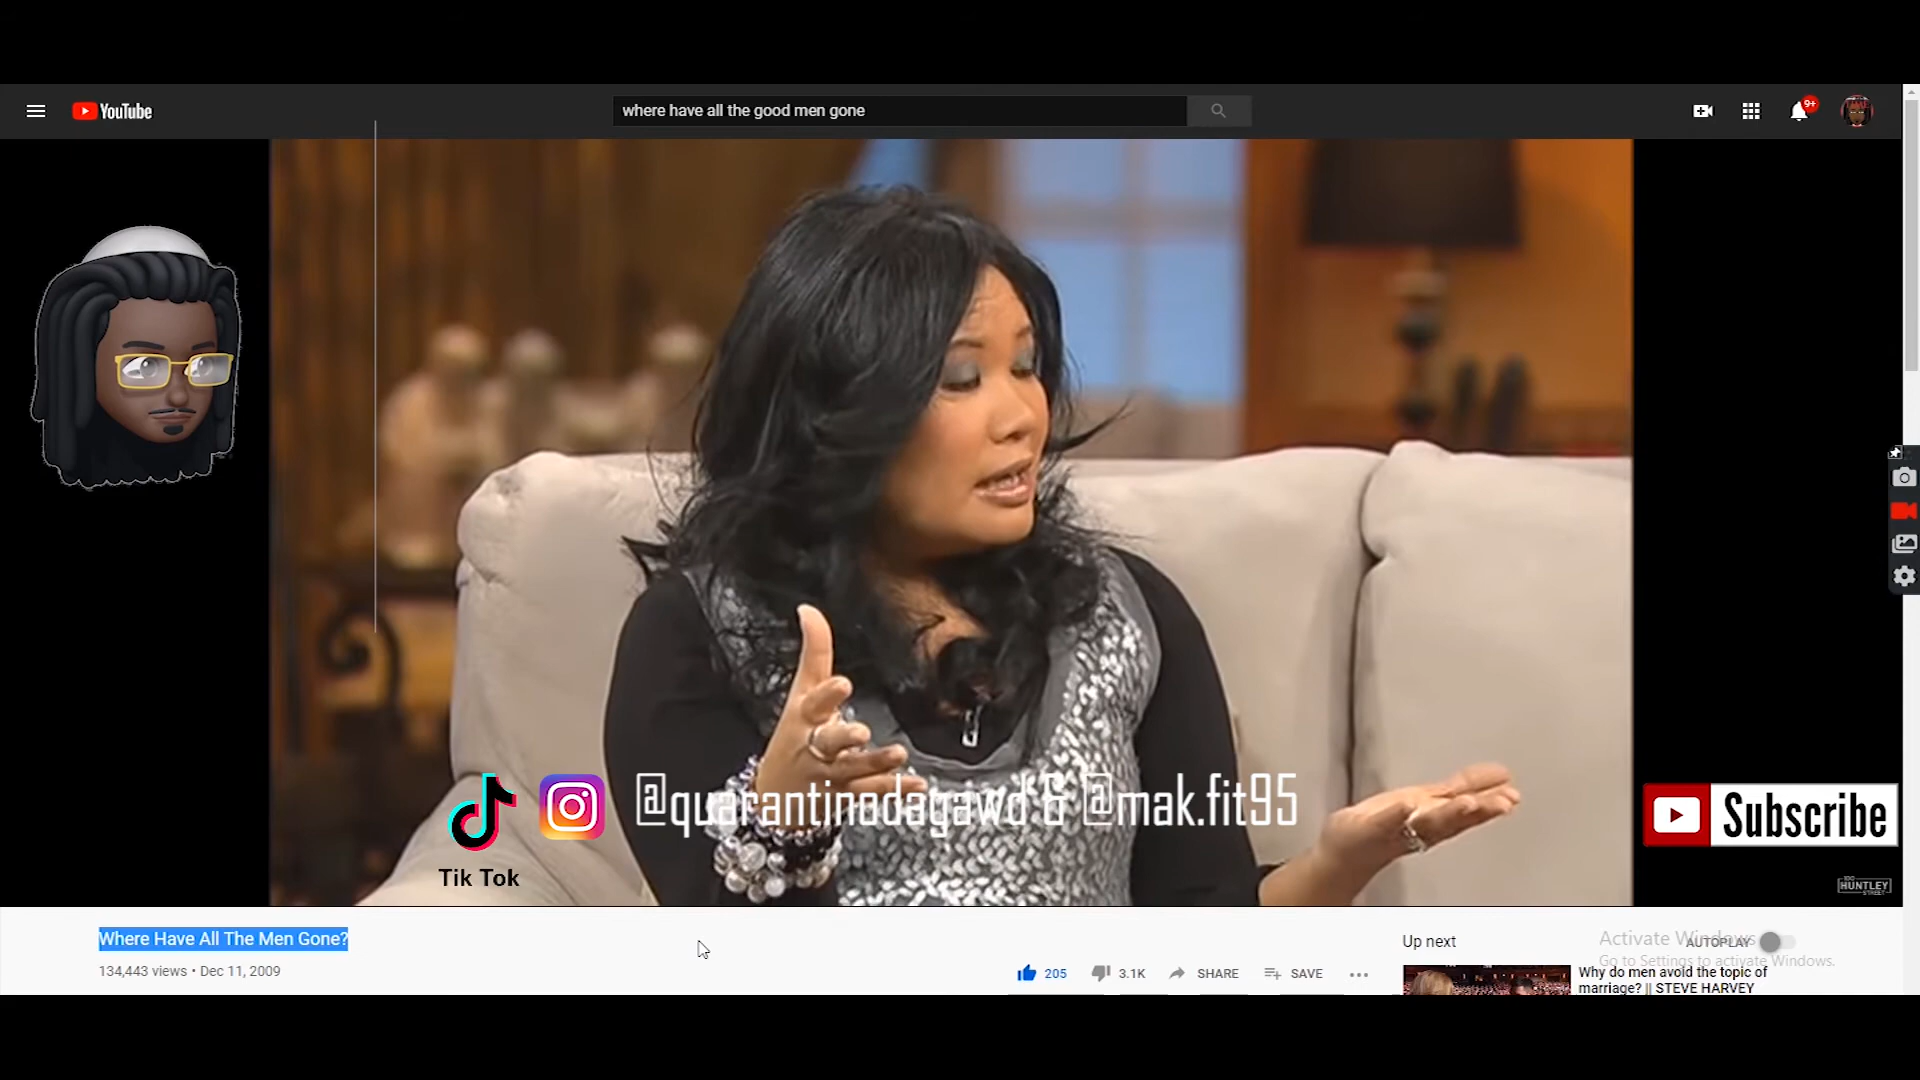 YouTube
where have all the good men gone
9+
@quarantinodagawd & @mak.fit95
Tik Tok
Subscribe
100
HUNTLEY
STREET
Where Have All The Men Gone?
134,443 views • Dec 11, 2009
205
3.1K
SHARE
SAVE
Up next
AUTOPLAY
Activate Windows
Go to Settings to activate Windows.
Why do men avoid the topic of
marriage? || STEVE HARVEY